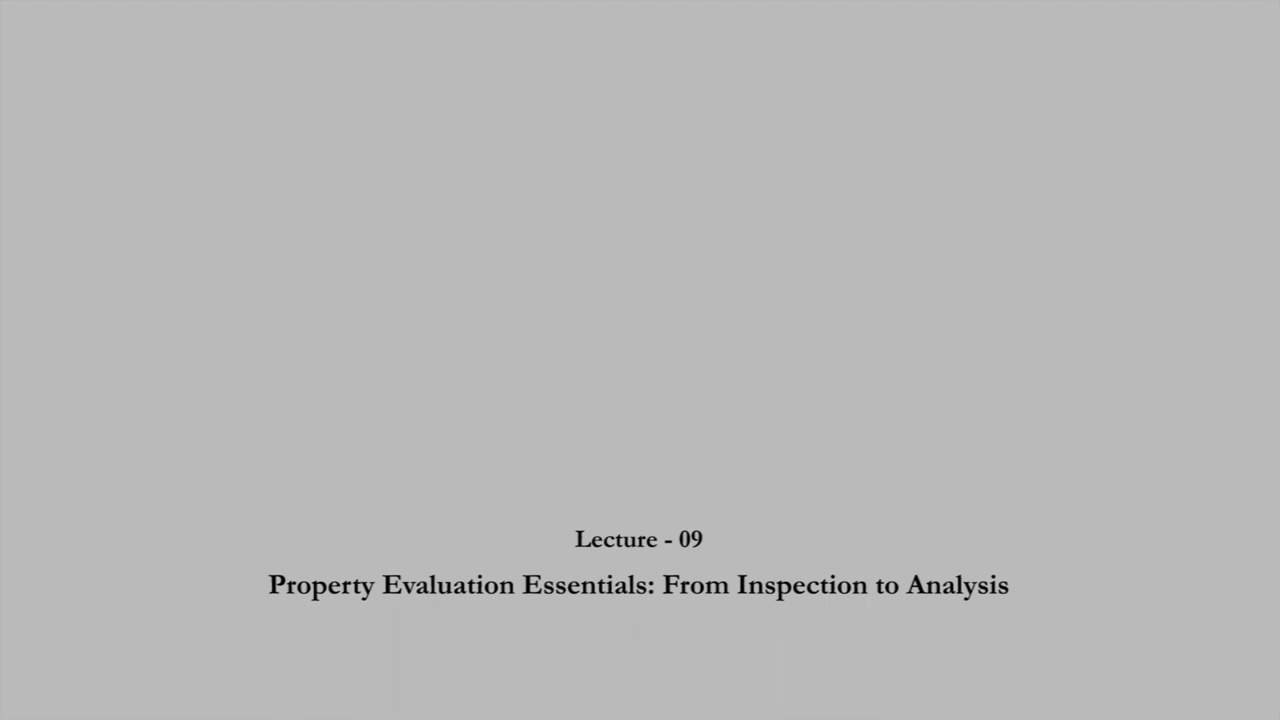 Lecture - 09
Property Evaluation Essentials: From Inspection to Analysis